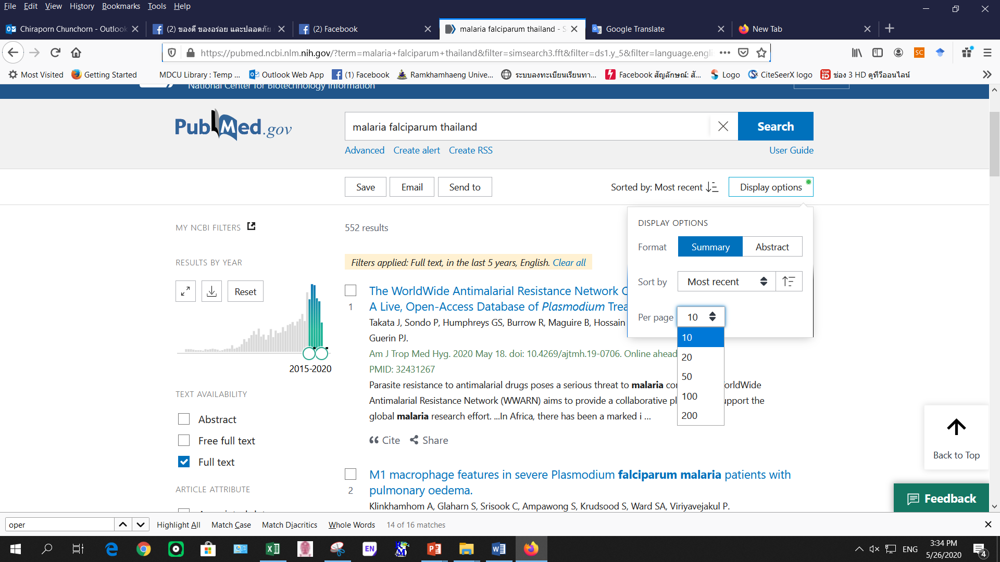 File Edit View History Bookmarks Tools Help
Chiraporn Chunchorn - Outlook
(2) ของดี ของอร่อย และปลอดภัย
(2) Facebook
malaria falciparum thailand - S
Google Translate
New Tab
https://pubmed.ncbi.nlm.nih.gov/?term=malaria+falciparum+thailand&filter=simsearch3.fft&filter=ds1.y_5&filter=language.engli
SC
Most Visited
Getting Started
MDCU Library : Temp ...
Outlook Web App
(1) Facebook
Ramkhamhaeng Unive...
ระบบลงทะเบียนเรียนทา...
Facebook สัญลักษณ์: สั...
Logo
CiteSeerX logo
ช่อง 3 HD ดูทีวีออนไลน์
National Center for Biotechnology Information
PubMed.gov
malaria falciparum thailand
Search
Advanced Create alert Create RSS
User Guide
Save Email Send to
Sorted by: Most recent
Display options
MY NCBI FILTERS
552 results
DISPLAY OPTIONS
Format Summary Abstract
Sort by Most recent
Per page 10
10
20
50
100
200
RESULTS BY YEAR
Reset
2015-2020
Filters applied: Full text, in the last 5 years, English. Clear all
1
The WorldWide Antimalarial Resistance Network C
A Live, Open-Access Database of Plasmodium Trea
Takata J, Sondo P, Humphreys GS, Burrow R, Maguire B, Hossain
Guerin PJ.
Am J Trop Med Hyg. 2020 May 18. doi: 10.4269/ajtmh.19-0706. Online ahead
PMID: 32431267
Parasite resistance to antimalarial drugs poses a serious threat to malaria con orldWide
Antimalarial Resistance Network (WWARN) aims to provide a collaborative pl upport the
global malaria research effort. ...In Africa, there has been a marked i ...
Cite Share
TEXT AVAILABILITY
Abstract
Free full text
Full text
ARTICLE ATTRIBUTE
2
M1 macrophage features in severe Plasmodium falciparum malaria patients with
pulmonary oedema.
Klinkhamhom A, Glaharn S, Srisook C, Ampawong S, Krudsood S, Ward SA, Viriyavejakul P.
Back to Top
Feedback
oper
Highlight All Match Case Match Diacritics Whole Words 14 of 16 matches
EN
ENG
3:34 PM
5/26/2020
4